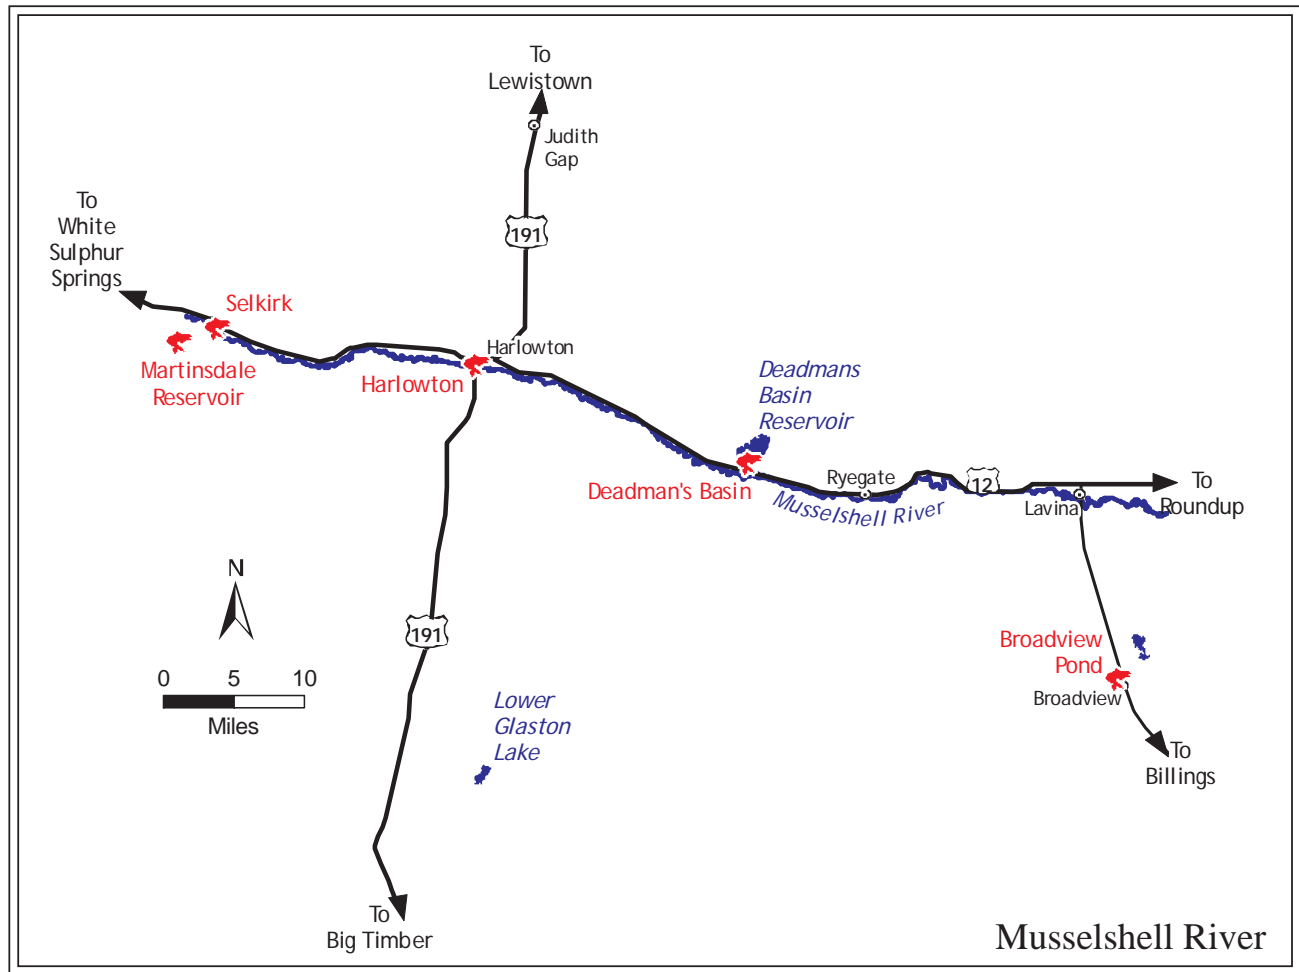 To
Lewistown
Judith
Gap
191
To
White
Sulphur
Springs
Selkirk
Martinsdale
Reservoir
Harlowton
Harlowton
Deadmans
Basin
Reservoir
Deadman's Basin
Ryegate
Musselshell River
12
Lavina
To
Roundup
N
0 5 10
Miles
191
Lower
Glaston
Lake
Broadview
Pond
Broadview
To
Billings
To
Big Timber
Musselshell River